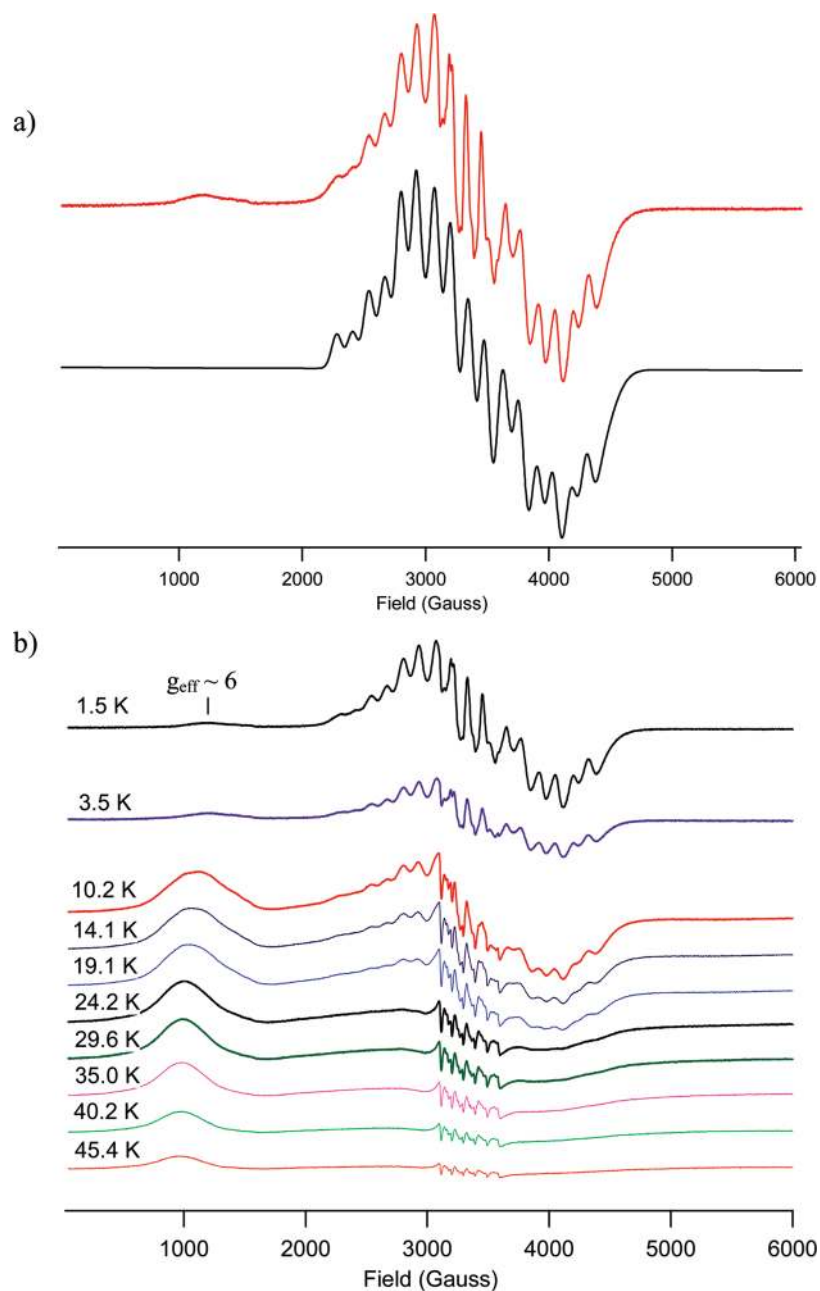 a)
1000 2000 3000 4000 5000 6000
Field (Gauss)
b)
g_eff ~ 6
1.5 K
3.5 K
10.2 K
14.1 K
19.1 K
24.2 K
29.6 K
35.0 K
40.2 K
45.4 K
1000 2000 3000 4000 5000 6000
Field (Gauss)